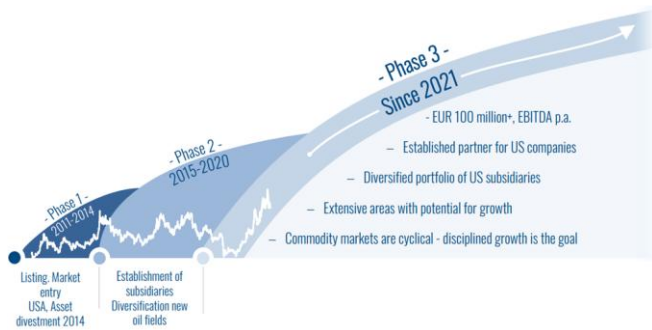 - Phase 1 -
2011-2014
- Phase 2 -
2015-2020
- Phase 3 -
Since 2021
- EUR 100 million+, EBITDA p.a.
– Established partner for US companies
– Diversified portfolio of US subsidiaries
– Extensive areas with potential for growth
– Commodity markets are cyclical - disciplined growth is the goal
Listing. Market
entry
USA, Asset
divestment 2014
Establishment of
subsidiaries
Diversification new
oil fields